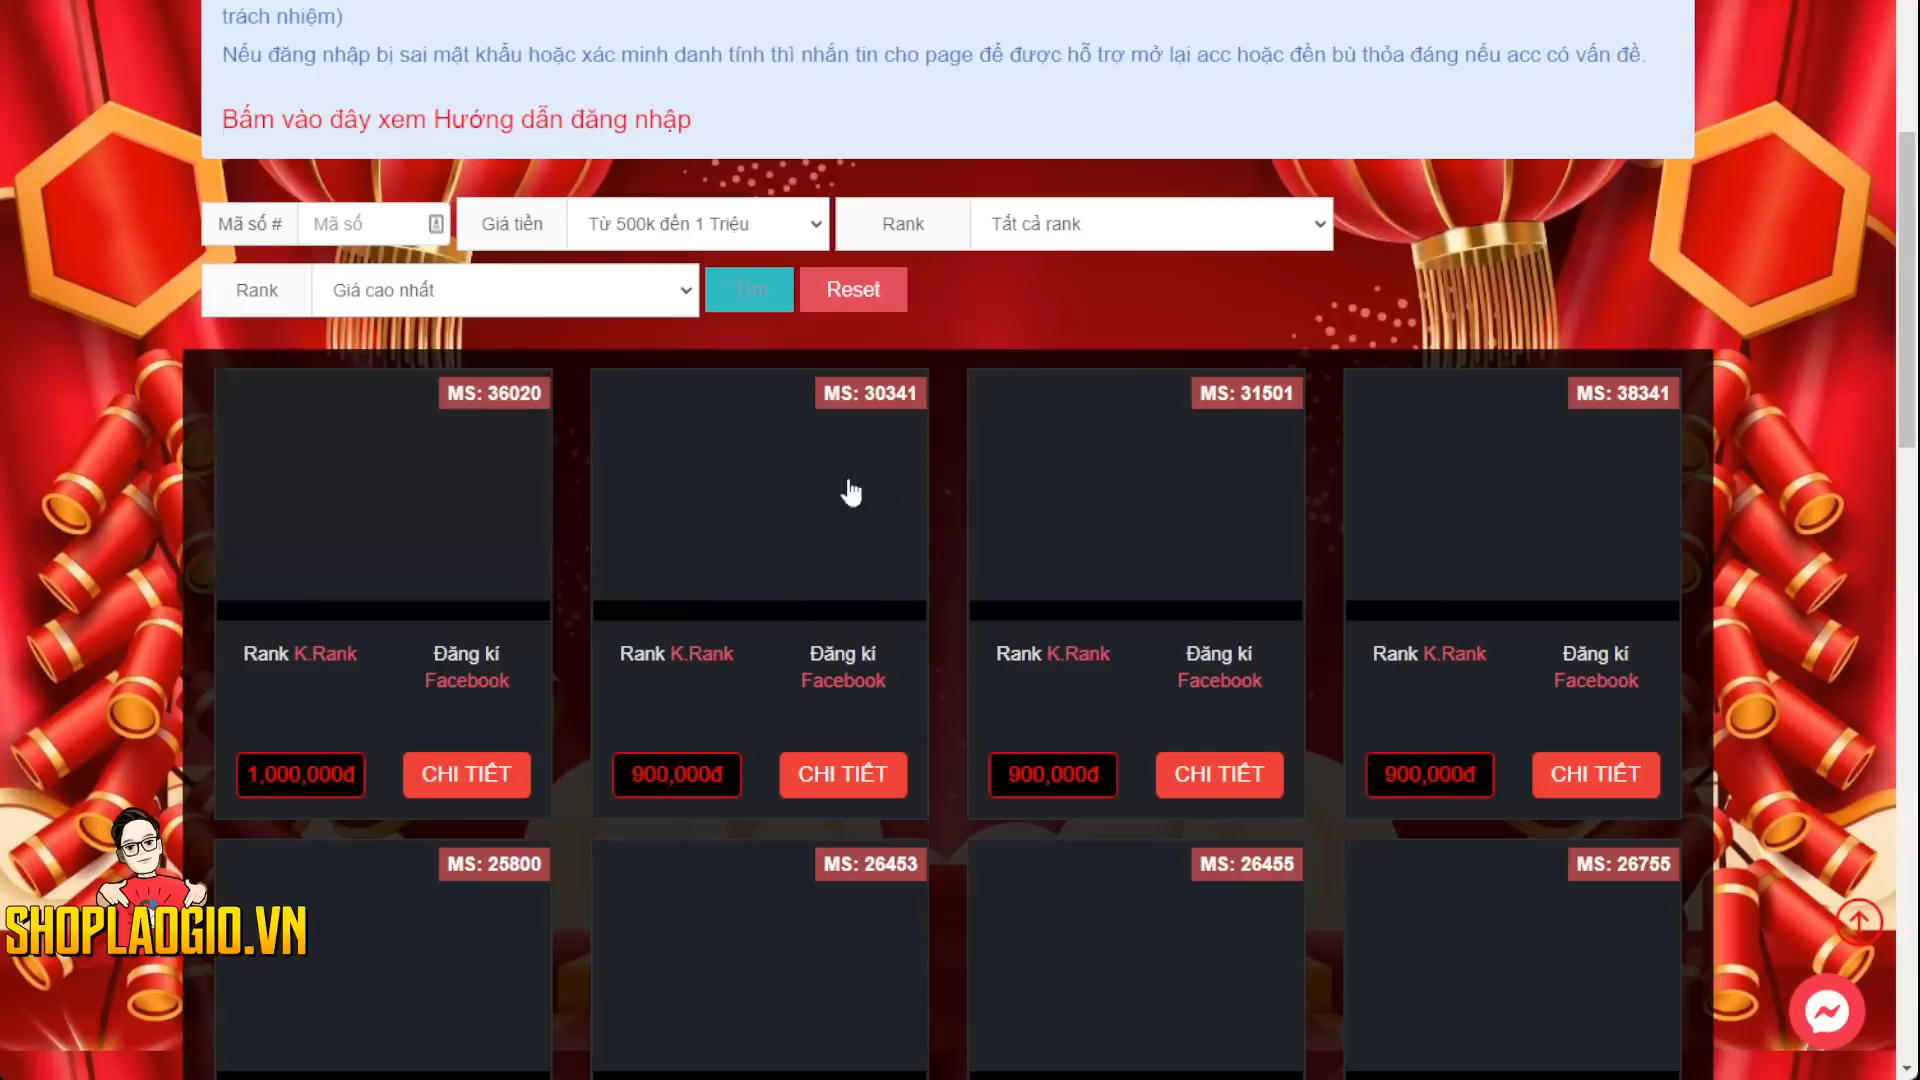 trách nhiệm)
Nếu đăng nhập bị sai mật khẩu hoặc xác minh danh tính thì nhắn tin cho page để được hỗ trợ mở lại acc hoặc đền bù thỏa đáng nếu acc có vấn đề.
Bấm vào đây xem Hướng dẫn đăng nhập
Mã số # Mã số Giá tiền Từ 500k đến 1 Triệu Rank Tất cả rank
Rank Giá cao nhất Tìm Reset
MS: 36020 MS: 30341 MS: 31501 MS: 38341
Rank K.Rank Đăng kí Rank K.Rank Đăng kí Rank K.Rank Đăng kí Rank K.Rank Đăng kí
Facebook Facebook Facebook Facebook
1,000,000đ CHI TIẾT 900,000đ CHI TIẾT 900,000đ CHI TIẾT 900,000đ CHI TIẾT
MS: 25800 MS: 26453 MS: 26455 MS: 26755
SHOPLAOGIO.VN